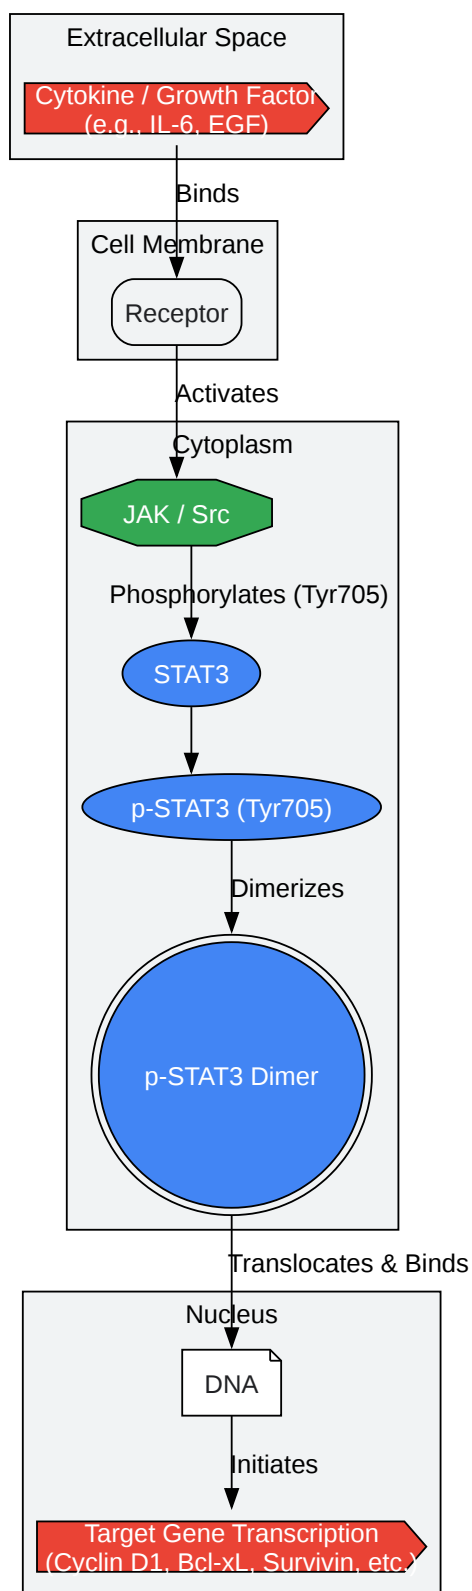 Extracellular Space
Cytokine / Growth Factor
(e.g., IL-6, EGF)
Binds
Cell Membrane
Receptor
Activates
Cytoplasm
JAK / Src
Phosphorylates (Tyr705)
STAT3
p-STAT3 (Tyr705)
Dimerizes
p-STAT3 Dimer
Translocates & Binds
Nucleus
DNA
Initiates
Target Gene Transcription
(Cyclin D1, Bcl-xL, Survivin, etc.)